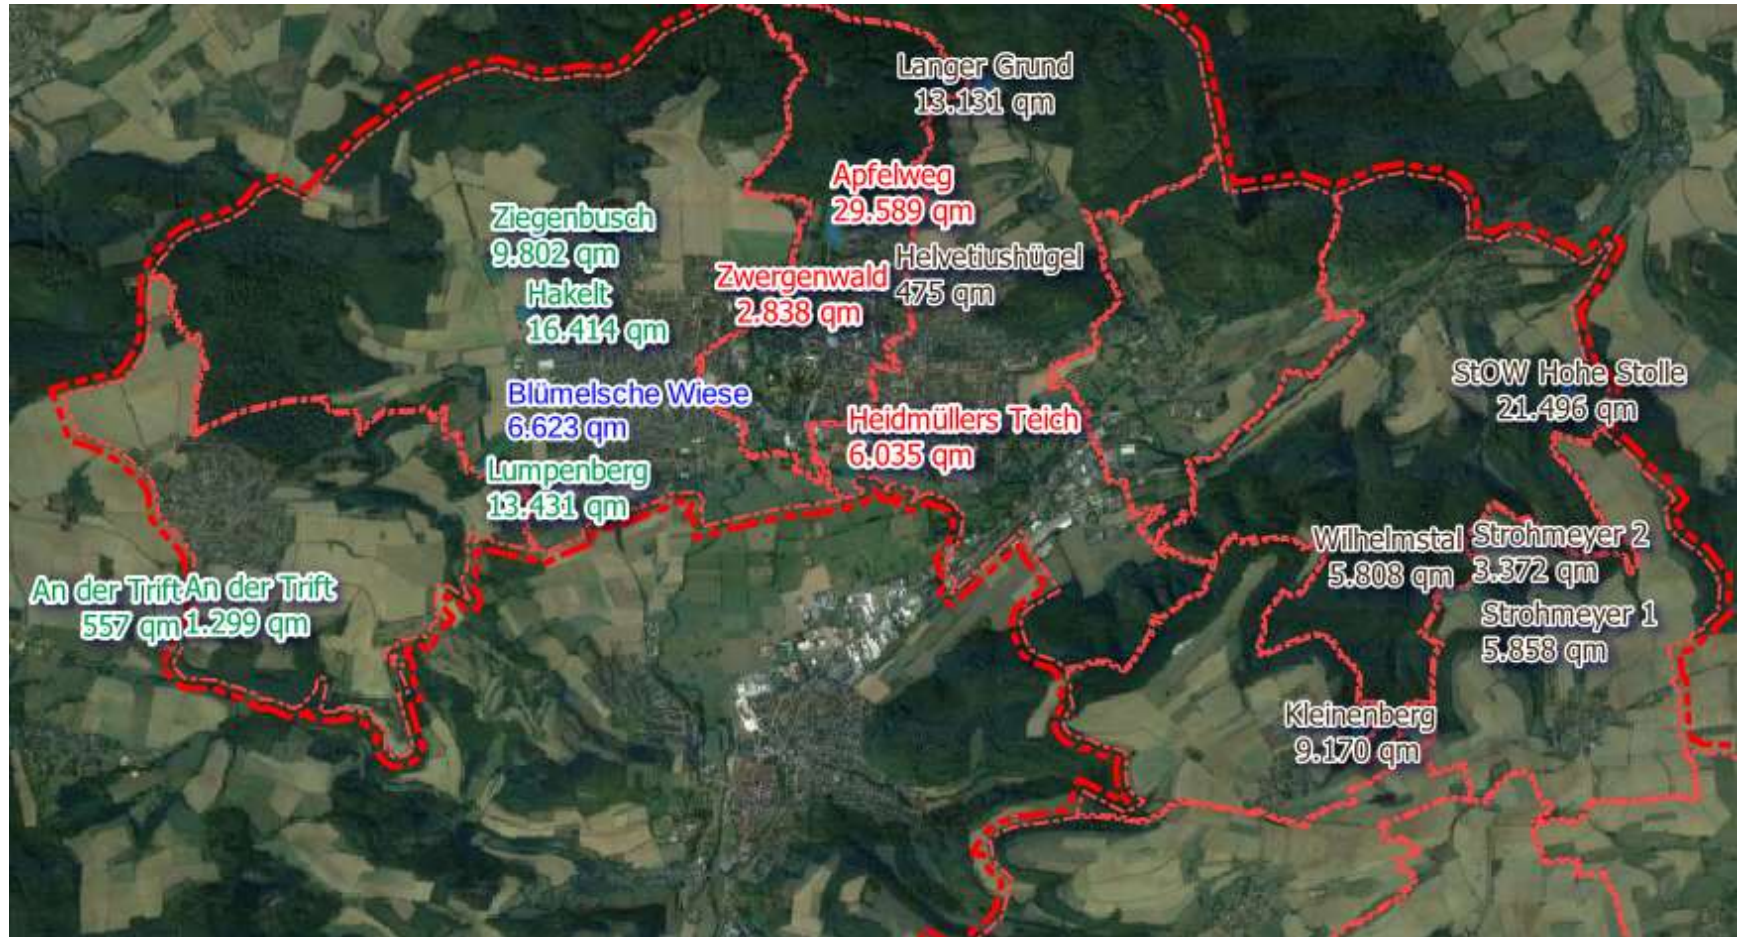 Langer Grund
13.131 qm
Apfelweg
29.589 qm
Ziegenbusch
9.802 qm
Helvetiushügel
475 qm
Zwergenwald
2.838 qm
Hakelt
16.414 qm
StOW Hohe Stolle
21.496 qm
Blümelsche Wiese
6.623 qm
Heidmüllers Teich
6.035 qm
Lumpenberg
13.431 qm
Wilhelmstal
5.808 qm
Strohmeyer 2
3.372 qm
An der Trift
557 qm
An der Trift
1.299 qm
Strohmeyer 1
5.858 qm
Kleinenberg
9.170 qm